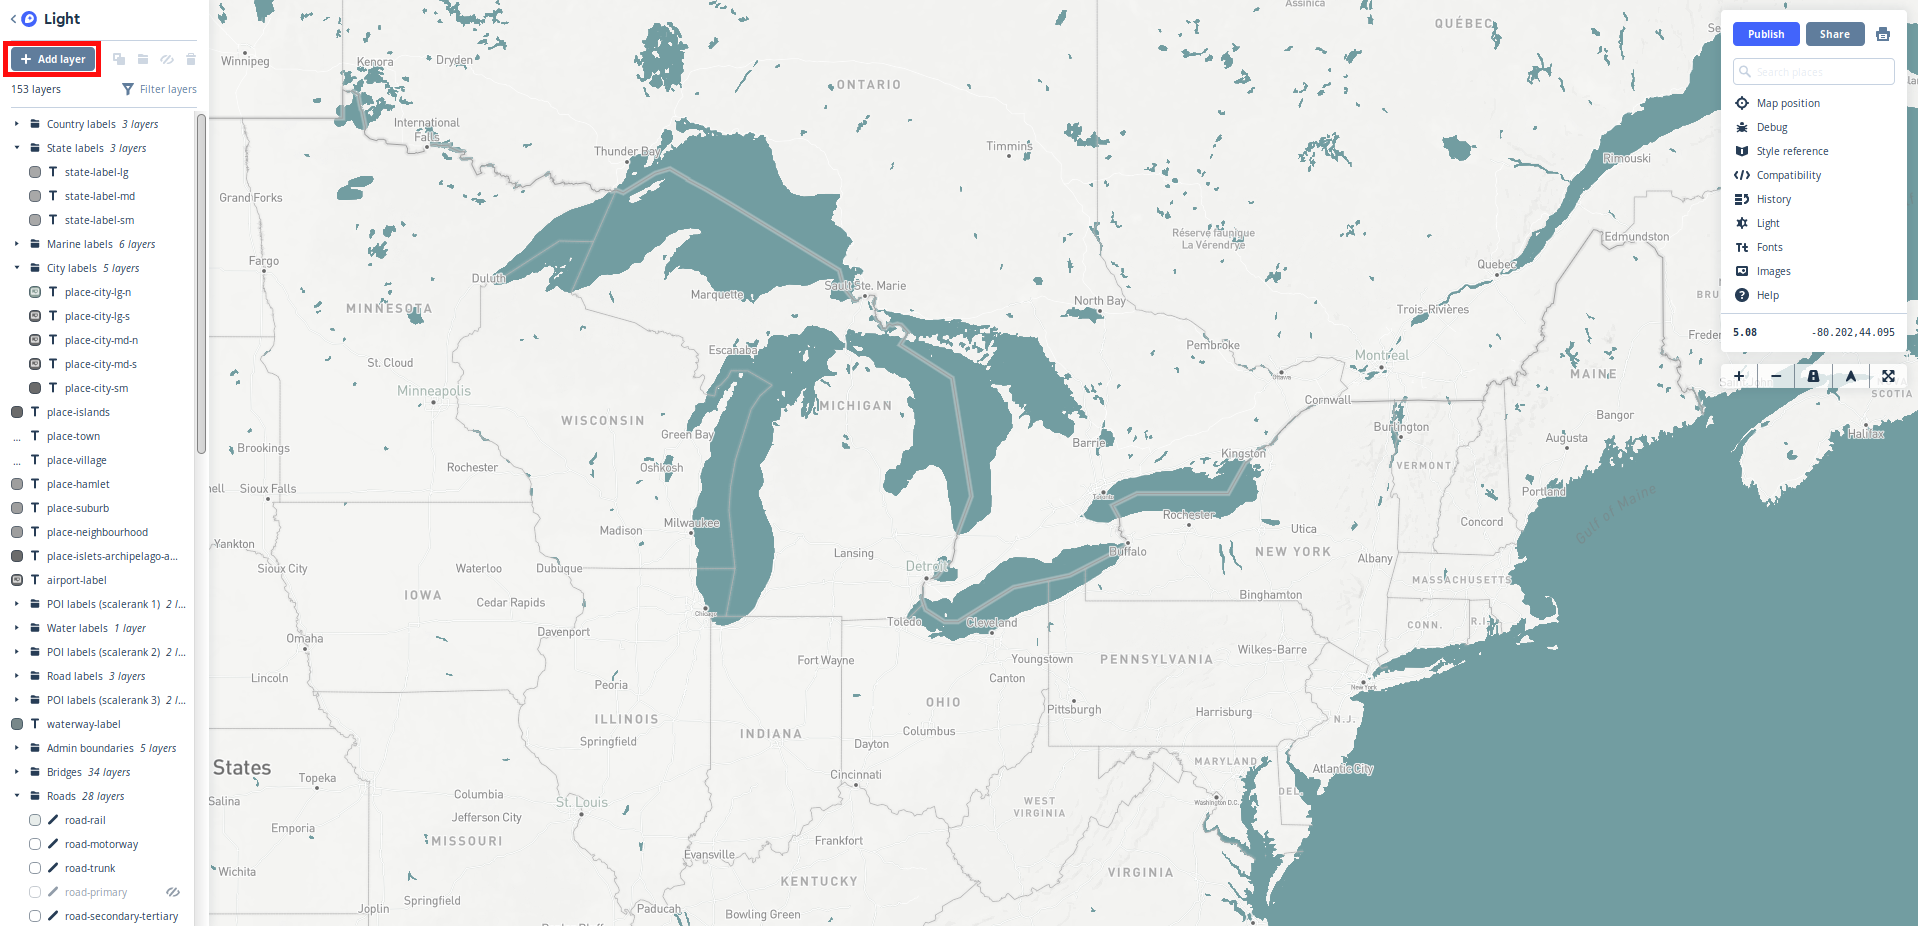 Light
Add layer
153 layers
Filter layers
Country labels 3 layers
State labels 3 layers
state-label-lg
state-label-md
state-label-sm
Marine labels 6 layers
City labels 5 layers
place-city-lg-n
place-city-lg-s
place-city-md-n
place-city-md-s
place-city-sm
place-islands
... place-town
... place-village
place-hamlet
place-suburb
place-neighbourhood
place-islets-archipelago-a...
airport-label
POI labels (scalerank 1) 2 l...
Water labels 1 layer
POI labels (scalerank 2) 2 l...
Road labels 3 layers
POI labels (scalerank 3) 2 l...
waterway-label
Admin boundaries 5 layers
Bridges 34 layers
Roads 28 layers
road-rail
road-motorway
road-trunk
road-primary
road-secondary-tertiary
Assinica
QUÉBEC
Winnipeg
Kenora
Dryden
ONTARIO
International
Falls
Thunder Bay
Timmins
Rimouski
Grand Forks
Réserve faunique
La Vérendrye
Edmundston
Fargo
Duluth
Quebec
Marquette
Sault Ste. Marie
North Bay
MINNESOTA
Trois-Rivières
Escanaba
Pembroke
Montreal
St. Cloud
Ottawa
MAINE
Minneapolis
MICHIGAN
Cornwall
SCOTIA
WISCONSIN
Bangor
Green Bay
Barrie
Burlington
Augusta
Halifax
Brookings
Kingston
Rochester
Oshkosh
VERMONT
Sioux Falls
Toronto
Portland
Gulf of Maine
Madison
Milwaukee
Rochester
Utica
Concord
Yankton
Lansing
Buffalo
NEW YORK
Albany
Sioux City
Waterloo
Dubuque
Detroit
MASSACHUSETTS
IOWA
Cedar Rapids
Chicago
Binghamton
Omaha
Davenport
Toledo
Cleveland
CONN.
R.I.
Fort Wayne
Youngstown
PENNSYLVANIA
Wilkes-Barre
Lincoln
Peoria
Canton
New York
OHIO
Pittsburgh
Harrisburg
N.J.
ILLINOIS
INDIANA
Columbus
Springfield
Dayton
States
Topeka
Cincinnati
MARYLAND
Atlantic City
Salina
Columbia
St. Louis
WEST
VIRGINIA
Washington D.C.
DEL.
Jefferson City
Emporia
MISSOURI
Frankfort
Evansville
Wichita
KENTUCKY
VIRGINIA
Springfield
Joplin
Paducah
Bowling Green
Publish
Share
Search places
Map position
Debug
Style reference
Compatibility
History
Light
Fonts
Images
Help
5.08
-80.202,44.095